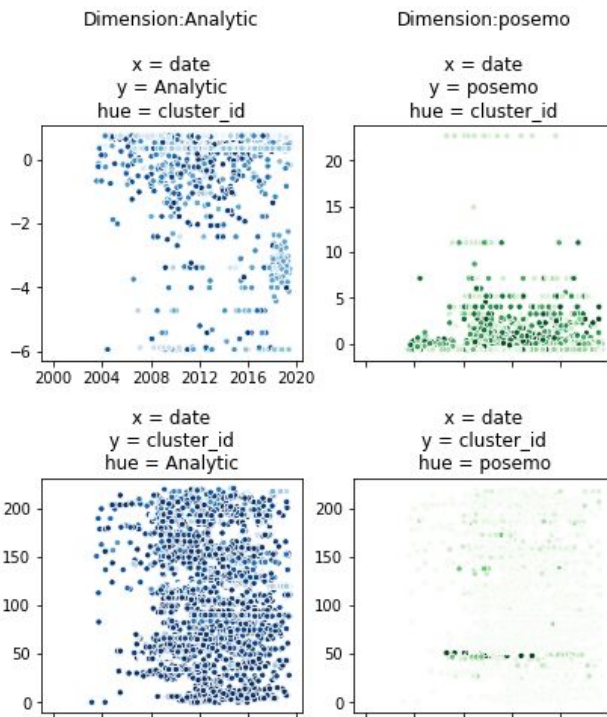 Dimension:Analytic
Dimension:posemo
x = date
y = Analytic
hue = cluster_id
x = date
y = posemo
hue = cluster_id
0
−2
−4
−6
2000 2004 2008 2012 2016 2020
20
15
10
5
0
x = date
y = cluster_id
hue = Analytic
x = date
y = cluster_id
hue = posemo
200
150
100
50
0
200
150
100
50
0